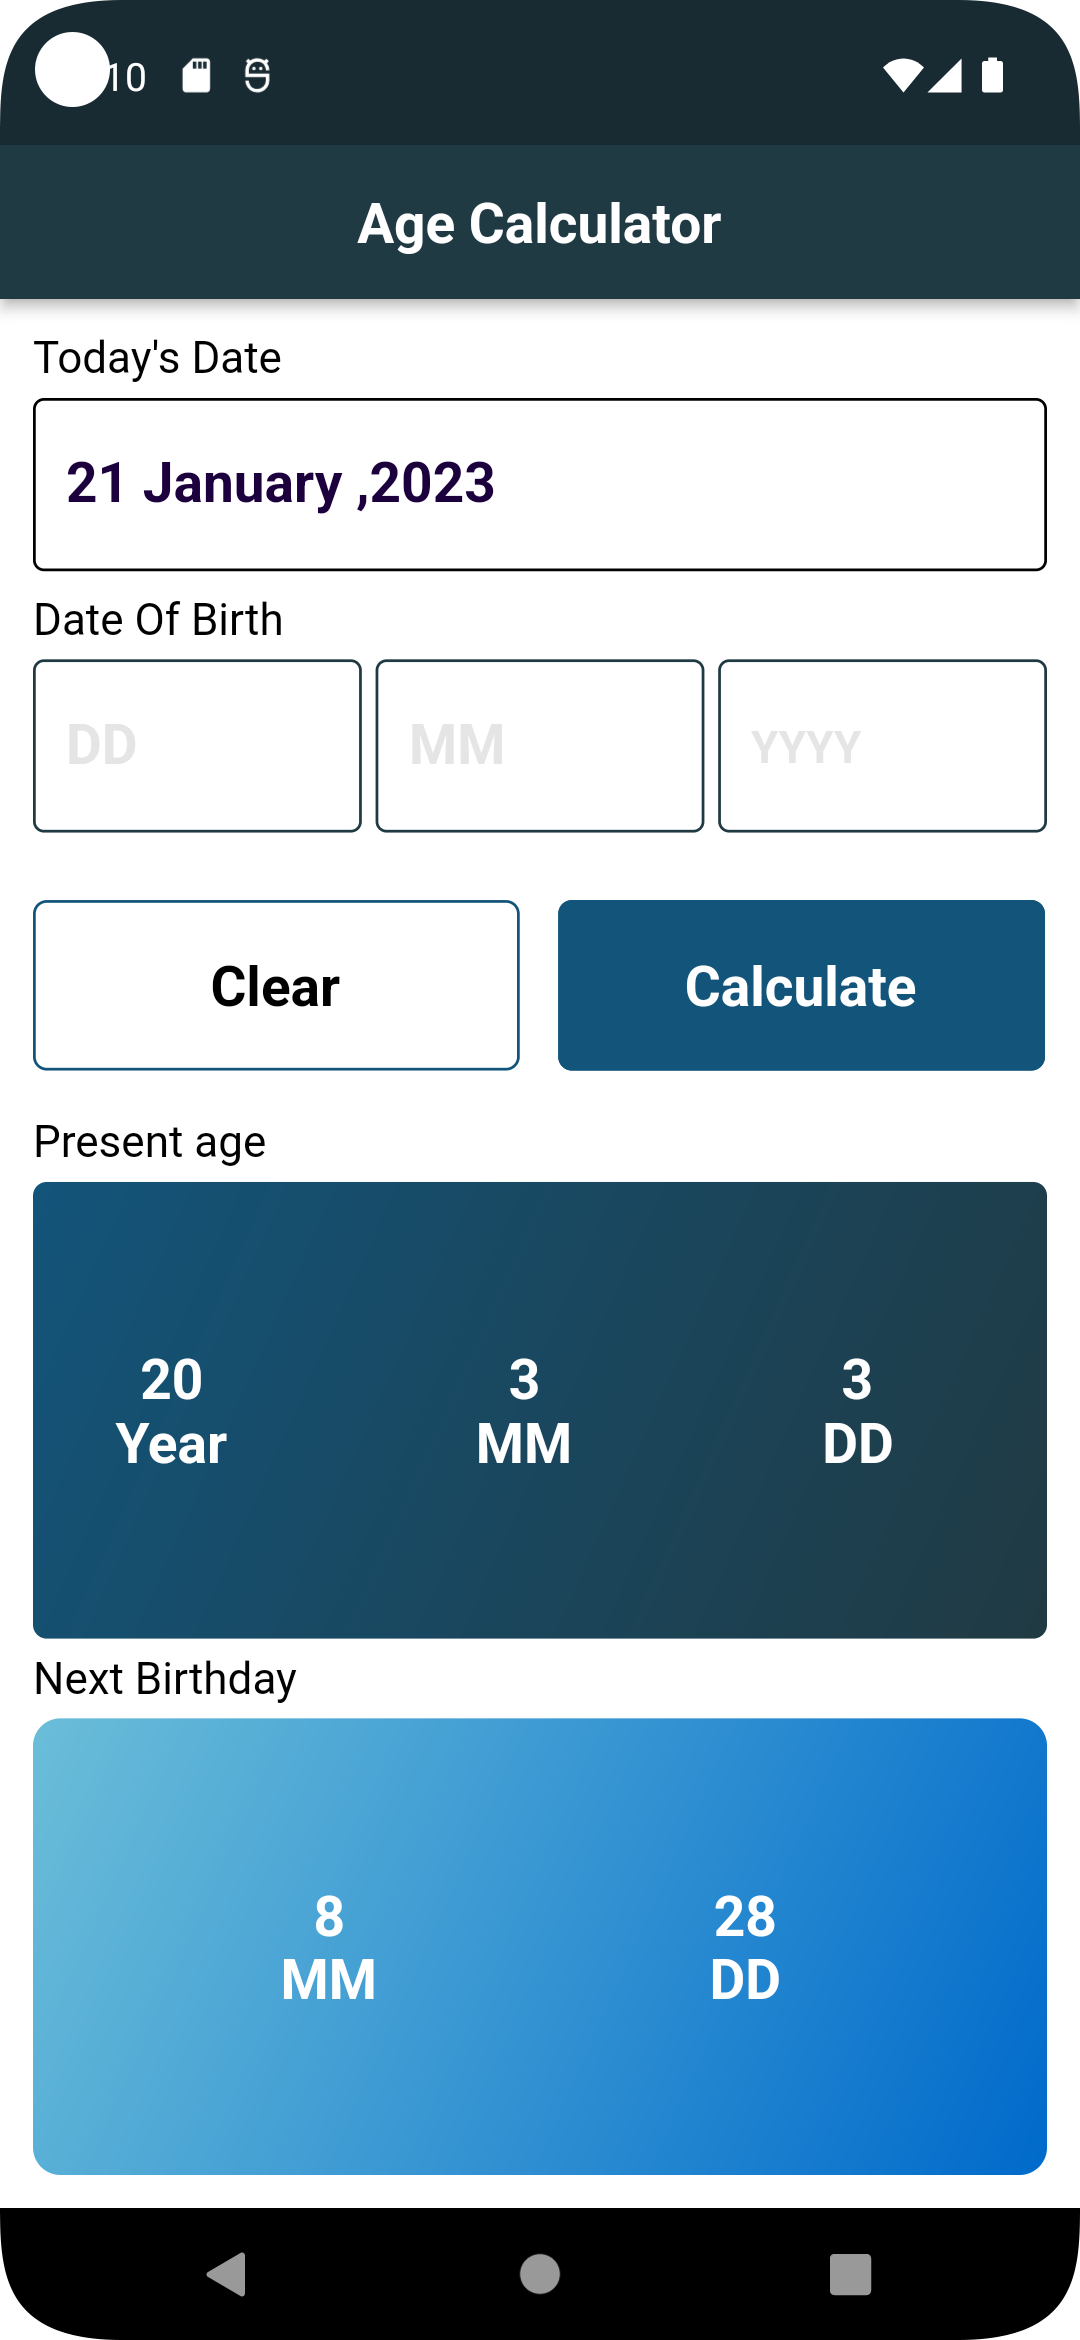 10
Age Calculator
Today's Date
21 January ,2023
Date Of Birth
DD MM YYYY
Clear Calculate
Present age
20 3 3
Year MM DD
Next Birthday
8 28
MM DD